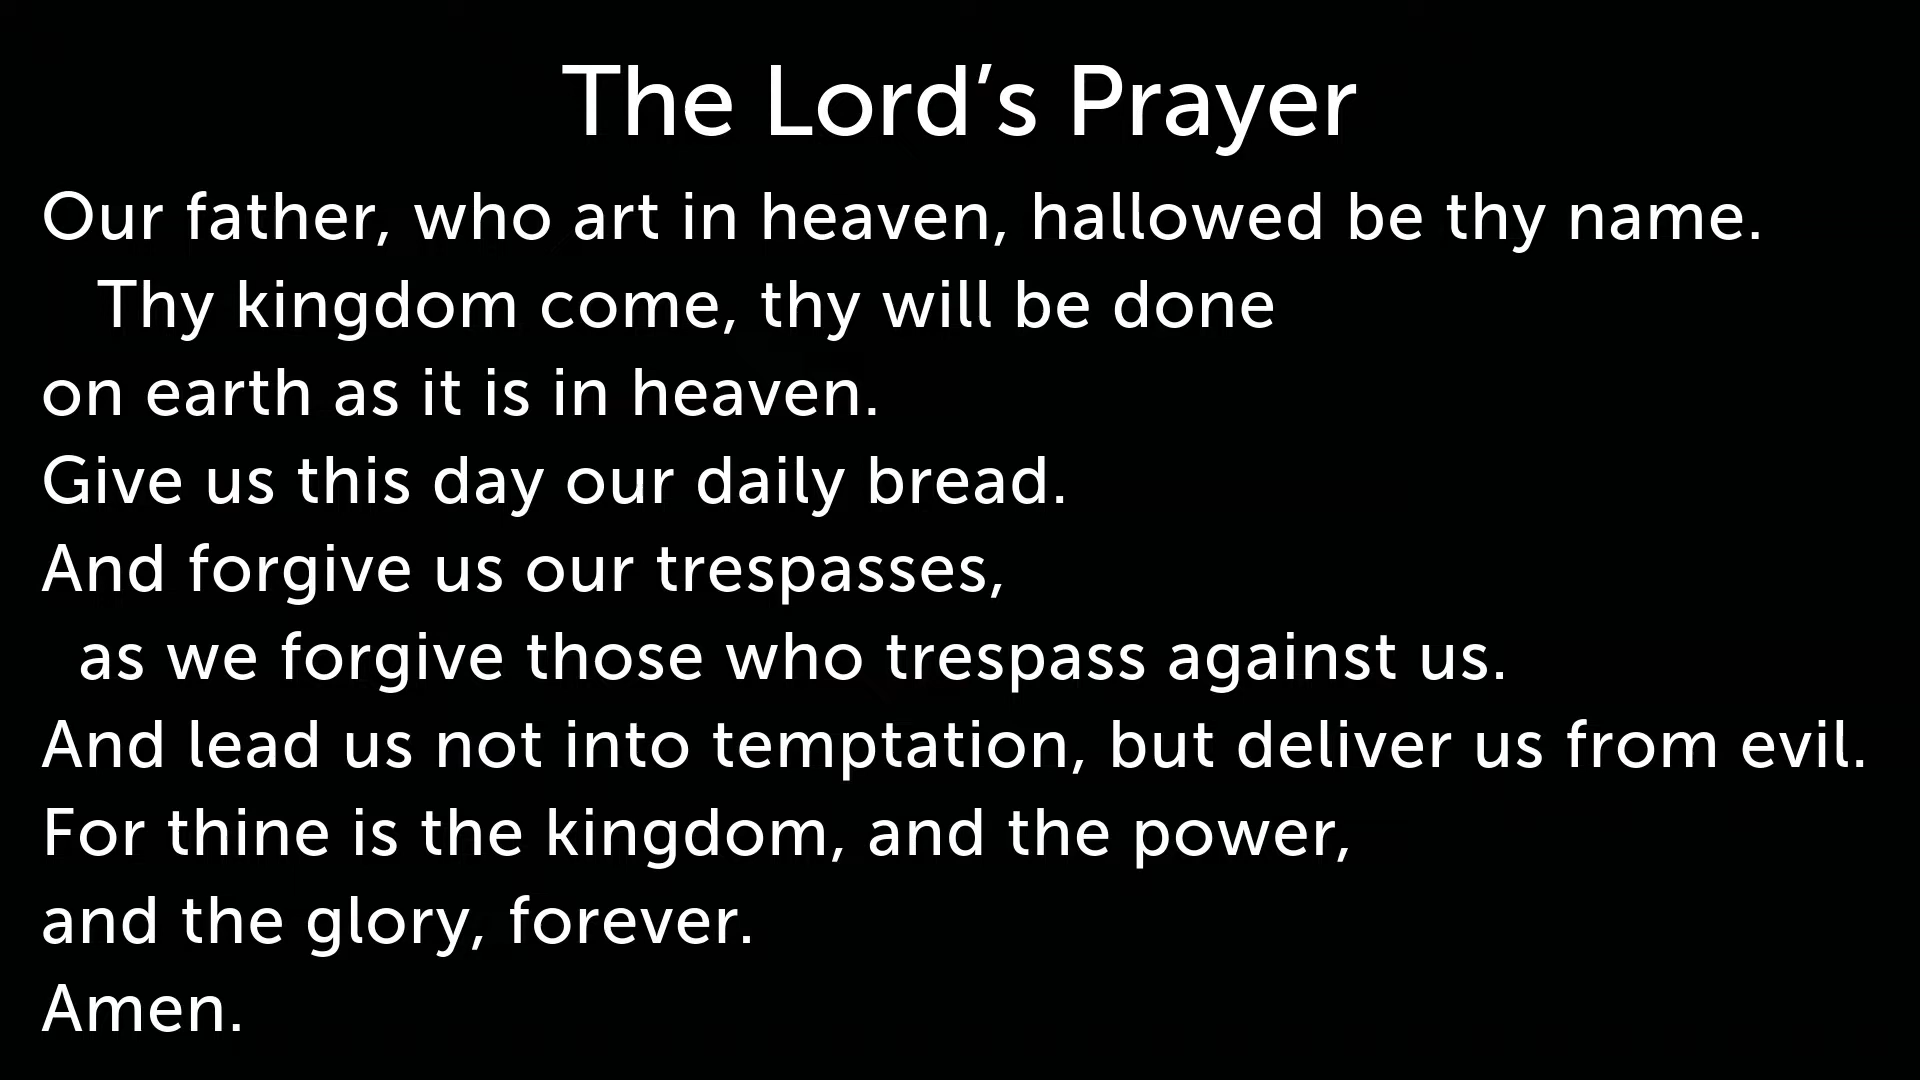 The Lord’s Prayer
Our father, who art in heaven, hallowed be thy name.
Thy kingdom come, thy will be done
on earth as it is in heaven.
Give us this day our daily bread.
And forgive us our trespasses,
as we forgive those who trespass against us.
And lead us not into temptation, but deliver us from evil.
For thine is the kingdom, and the power,
and the glory, forever.
Amen.